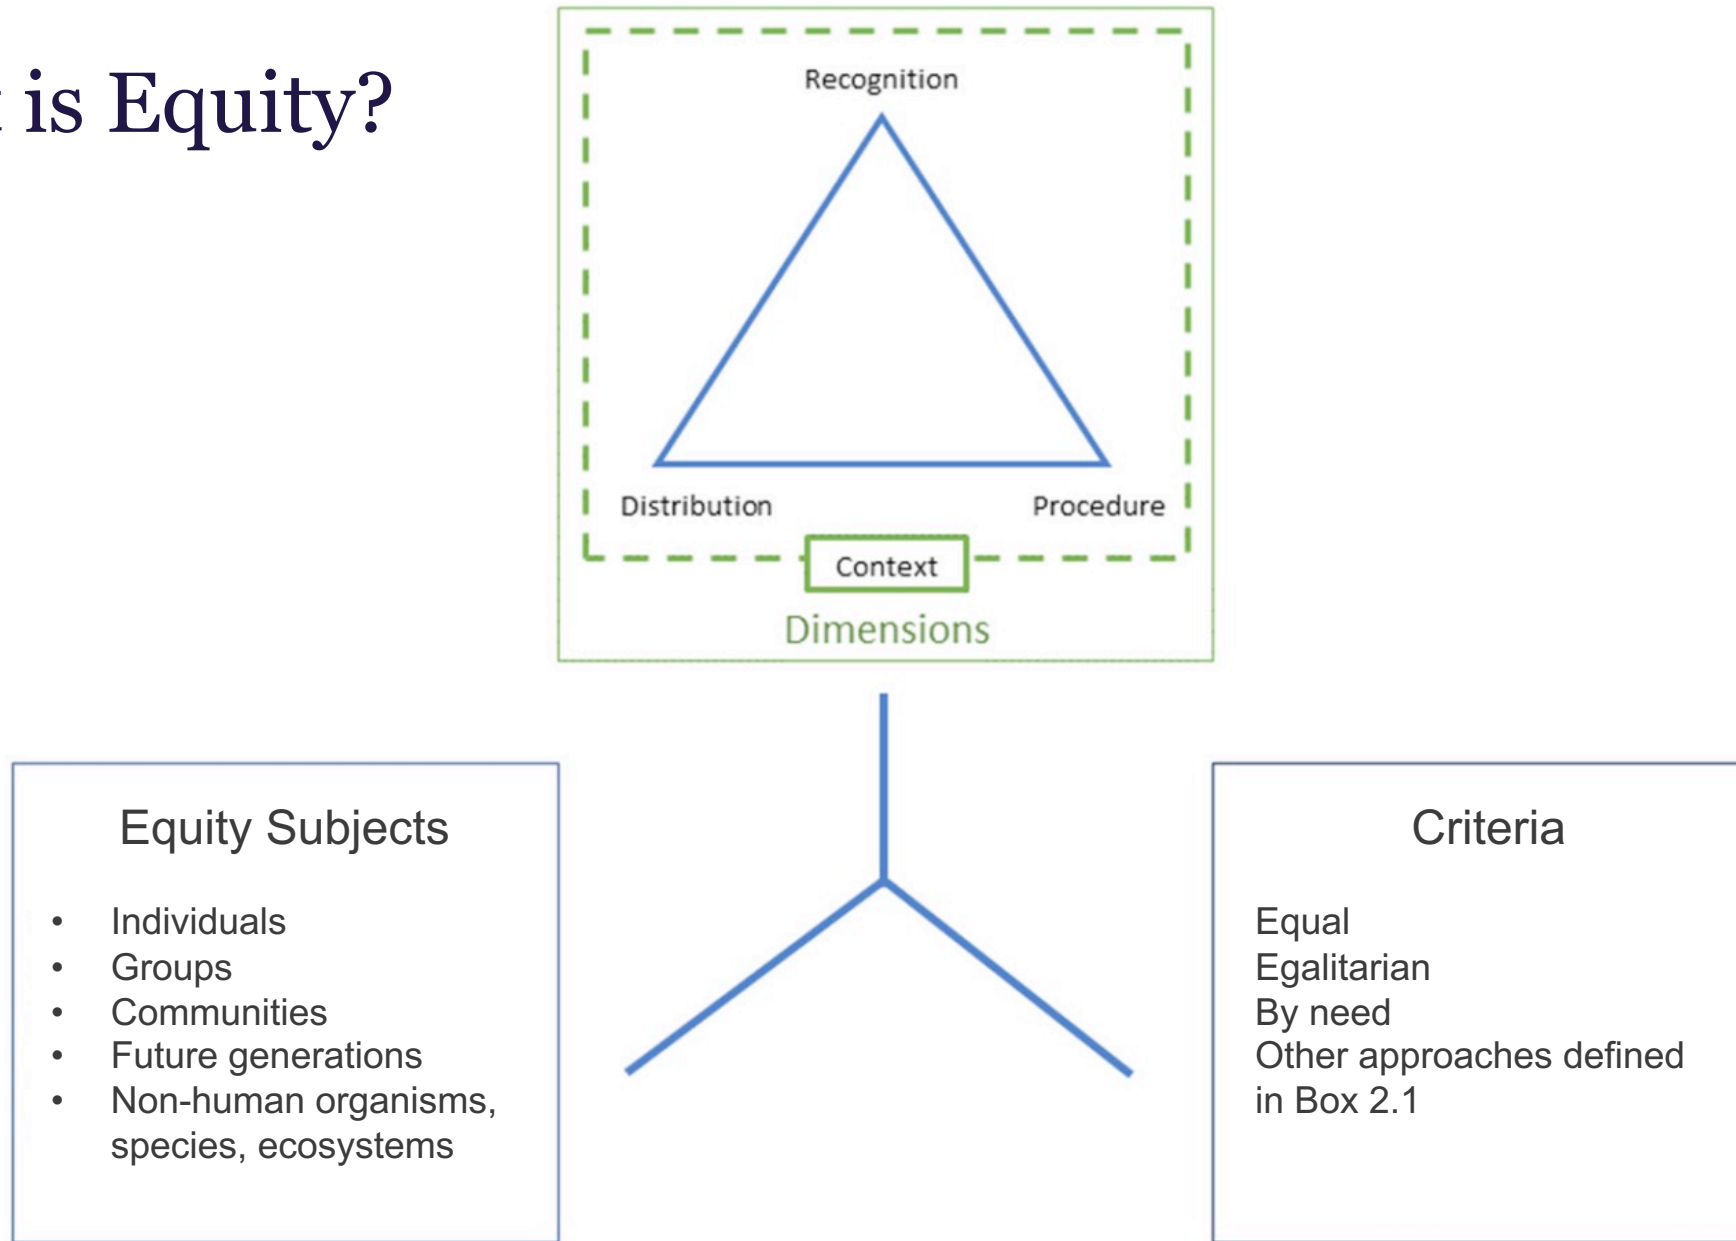 is Equity?
Recognition
Distribution
Procedure
Context
Dimensions
Equity Subjects
• Individuals
• Groups
• Communities
• Future generations
• Non-human organisms,
species, ecosystems
Criteria
Equal
Egalitarian
By need
Other approaches defined
in Box 2.1